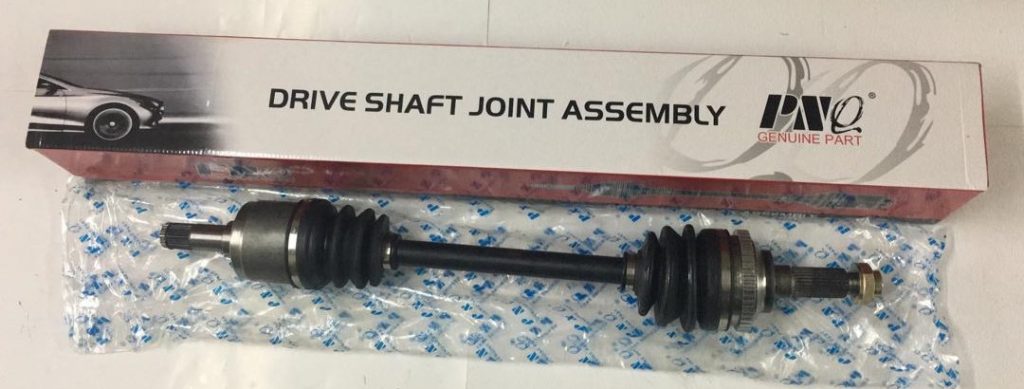 DRIVE SHAFT JOINT ASSEMBLY
PNQ®
GENUINE PART